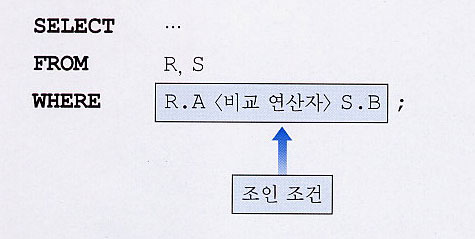 SELECT ...
FROM R, S
WHERE R.A 〈비교 연산자〉 S.B ;
조인 조건